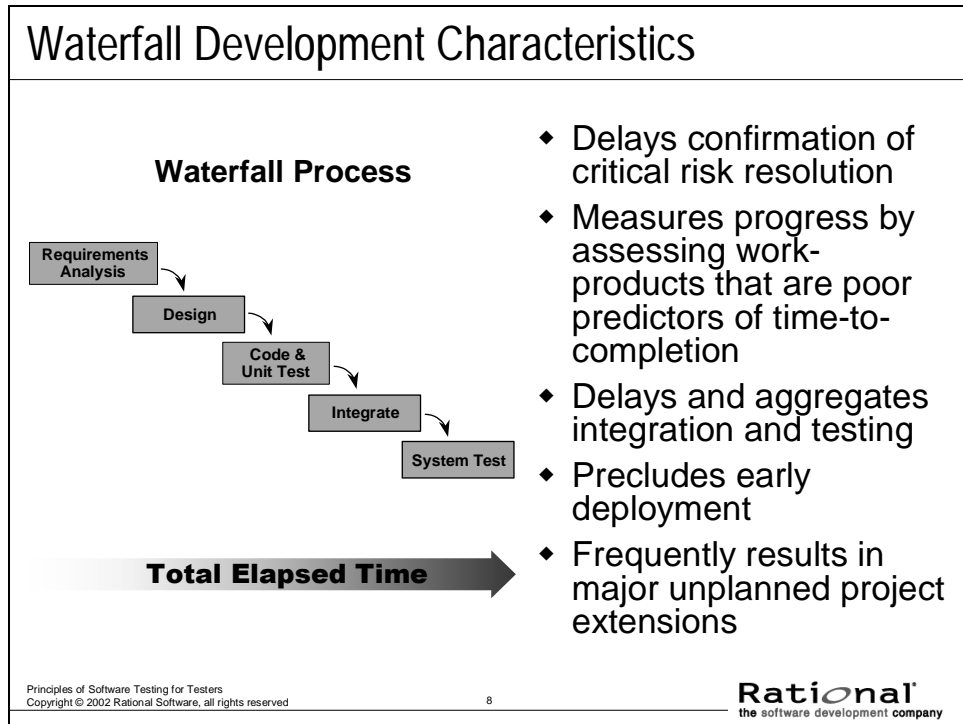 Waterfall Development Characteristics
Waterfall Process
Requirements
Analysis
Design
Code &
Unit Test
Integrate
System Test
Total Elapsed Time
◆ Delays confirmation of
critical risk resolution
◆ Measures progress by
assessing work-
products that are poor
predictors of time-to-
completion
◆ Delays and aggregates
integration and testing
◆ Precludes early
deployment
◆ Frequently results in
major unplanned project
extensions
Principles of Software Testing for Testers
Copyright © 2002 Rational Software, all rights reserved
8
Rational
the software development company